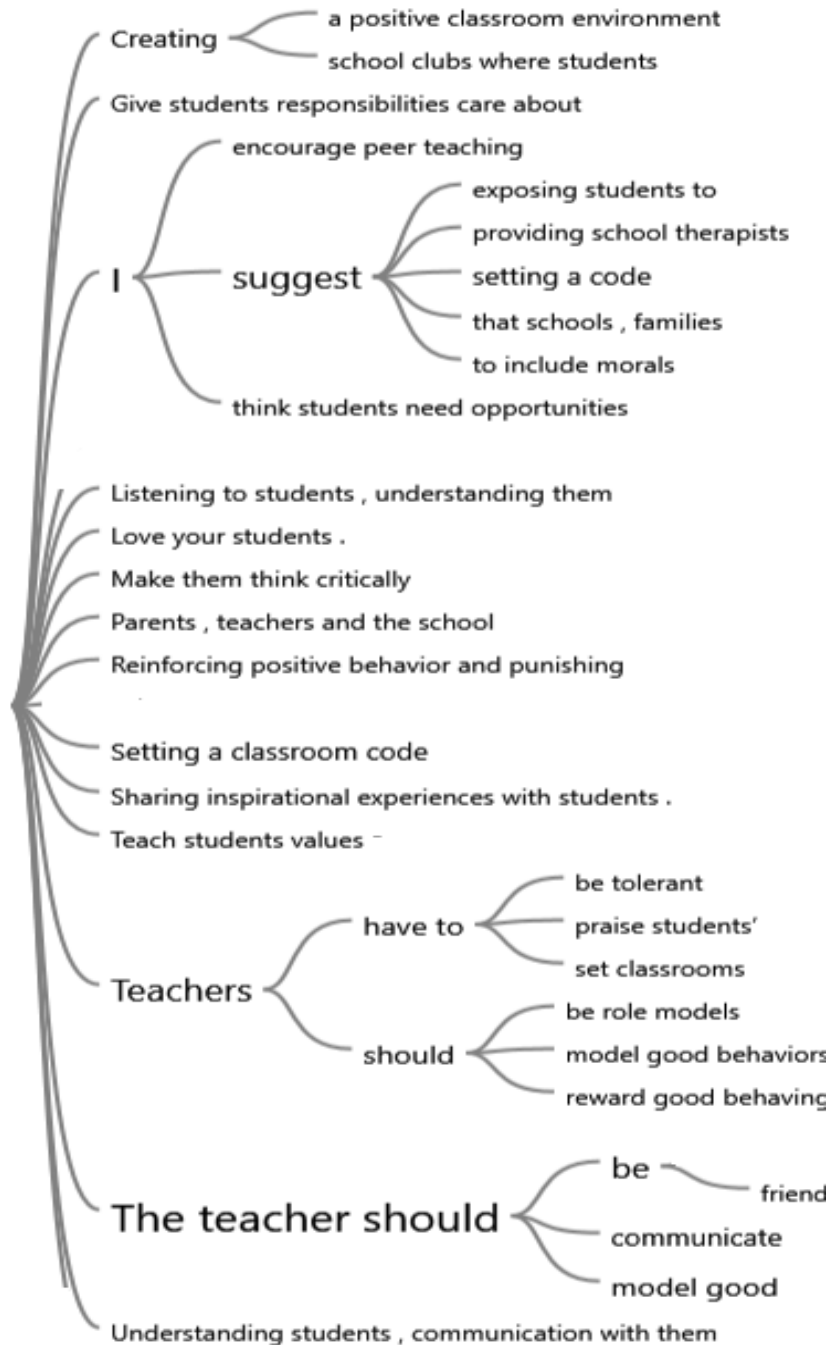 Creating
a positive classroom environment
school clubs where students
Give students responsibilities care about
I
encourage peer teaching
suggest
exposing students to
providing school therapists
setting a code
that schools , families
to include morals
think students need opportunities
Listening to students , understanding them
Love your students .
Make them think critically
Parents , teachers and the school
Reinforcing positive behavior and punishing
Setting a classroom code
Sharing inspirational experiences with students .
Teach students values
Teachers
have to
be tolerant
praise students'
set classrooms
should
be role models
model good behaviors
reward good behaving
The teacher should
be
friend
communicate
model good
Understanding students , communication with them